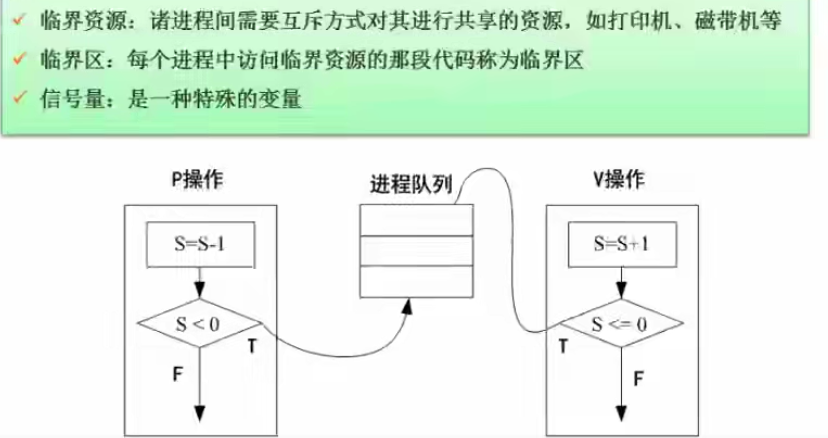 ✓ 临界资源：诸进程间需要互斥方式对其进行共享的资源，如打印机、磁带机等
✓ 临界区：每个进程中访问临界资源的那段代码称为临界区
✓ 信号量：是一种特殊的变量
P操作
进程队列
V操作
S=S-1
S=S+1
S < 0
S <= 0
T
T
F
F